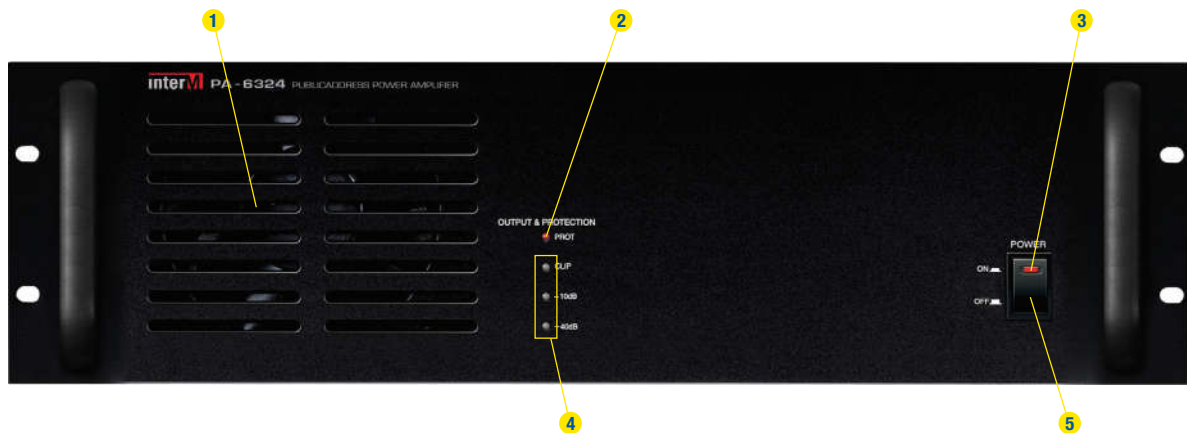 1
2
3
interM PA-6324 PUBLICADDRESS POWER AMPLIFIER
OUTPUT & PROTECTION
PROT
CLIP
-10dB
-40dB
POWER
ON
OFF
4
5